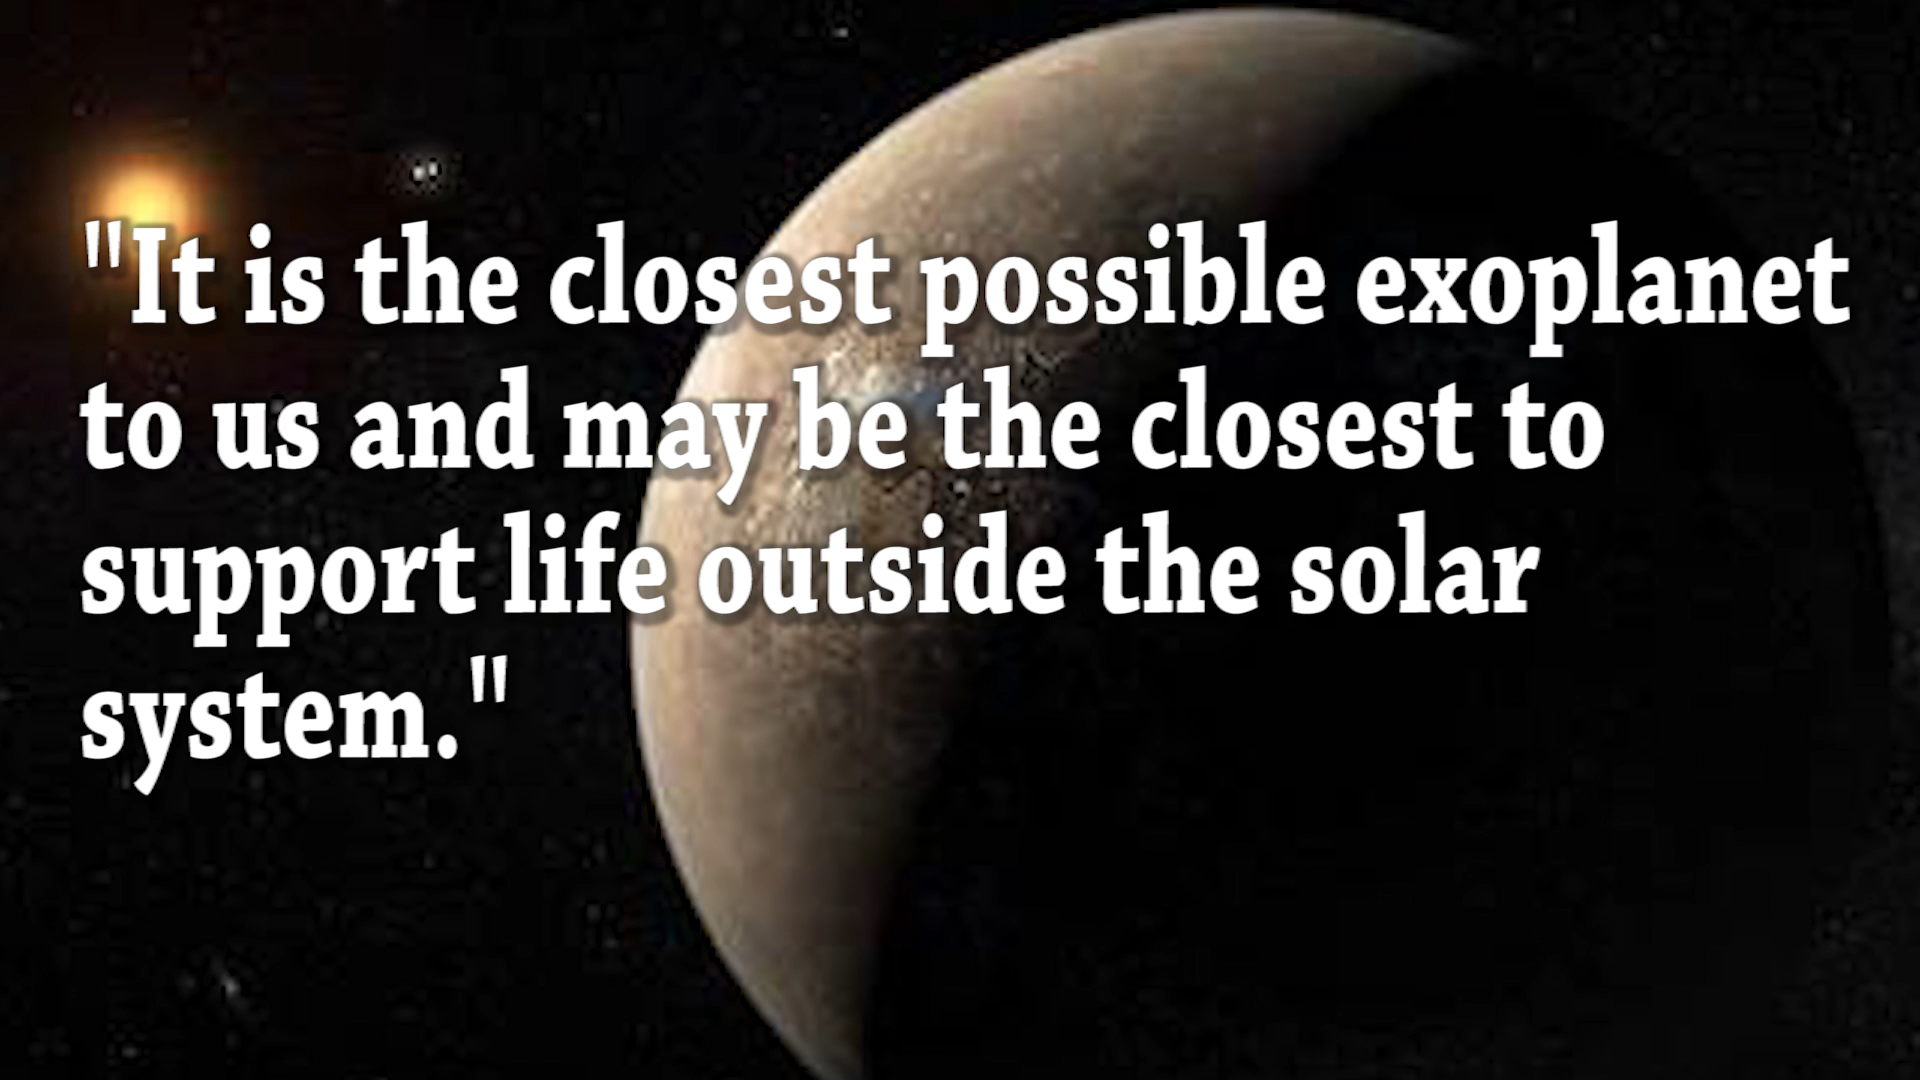 "It is the closest possible exoplanet
to us and may be the closest to
support life outside the solar
system."